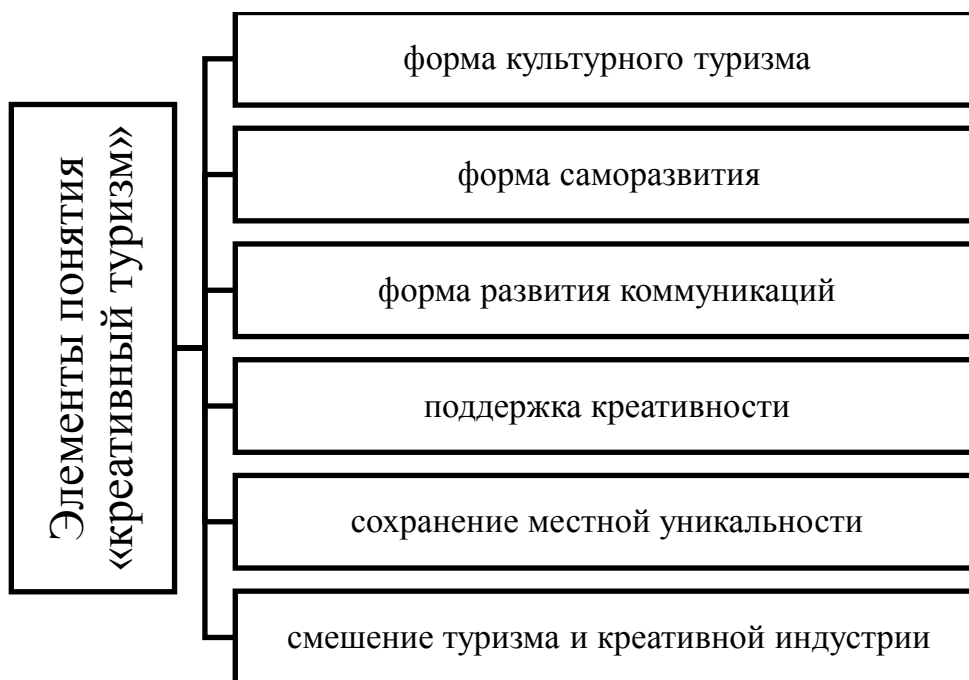 Элементы понятия
«креативный туризм»
форма культурного туризма
форма саморазвития
форма развития коммуникаций
поддержка креативности
сохранение местной уникальности
смешение туризма и креативной индустрии